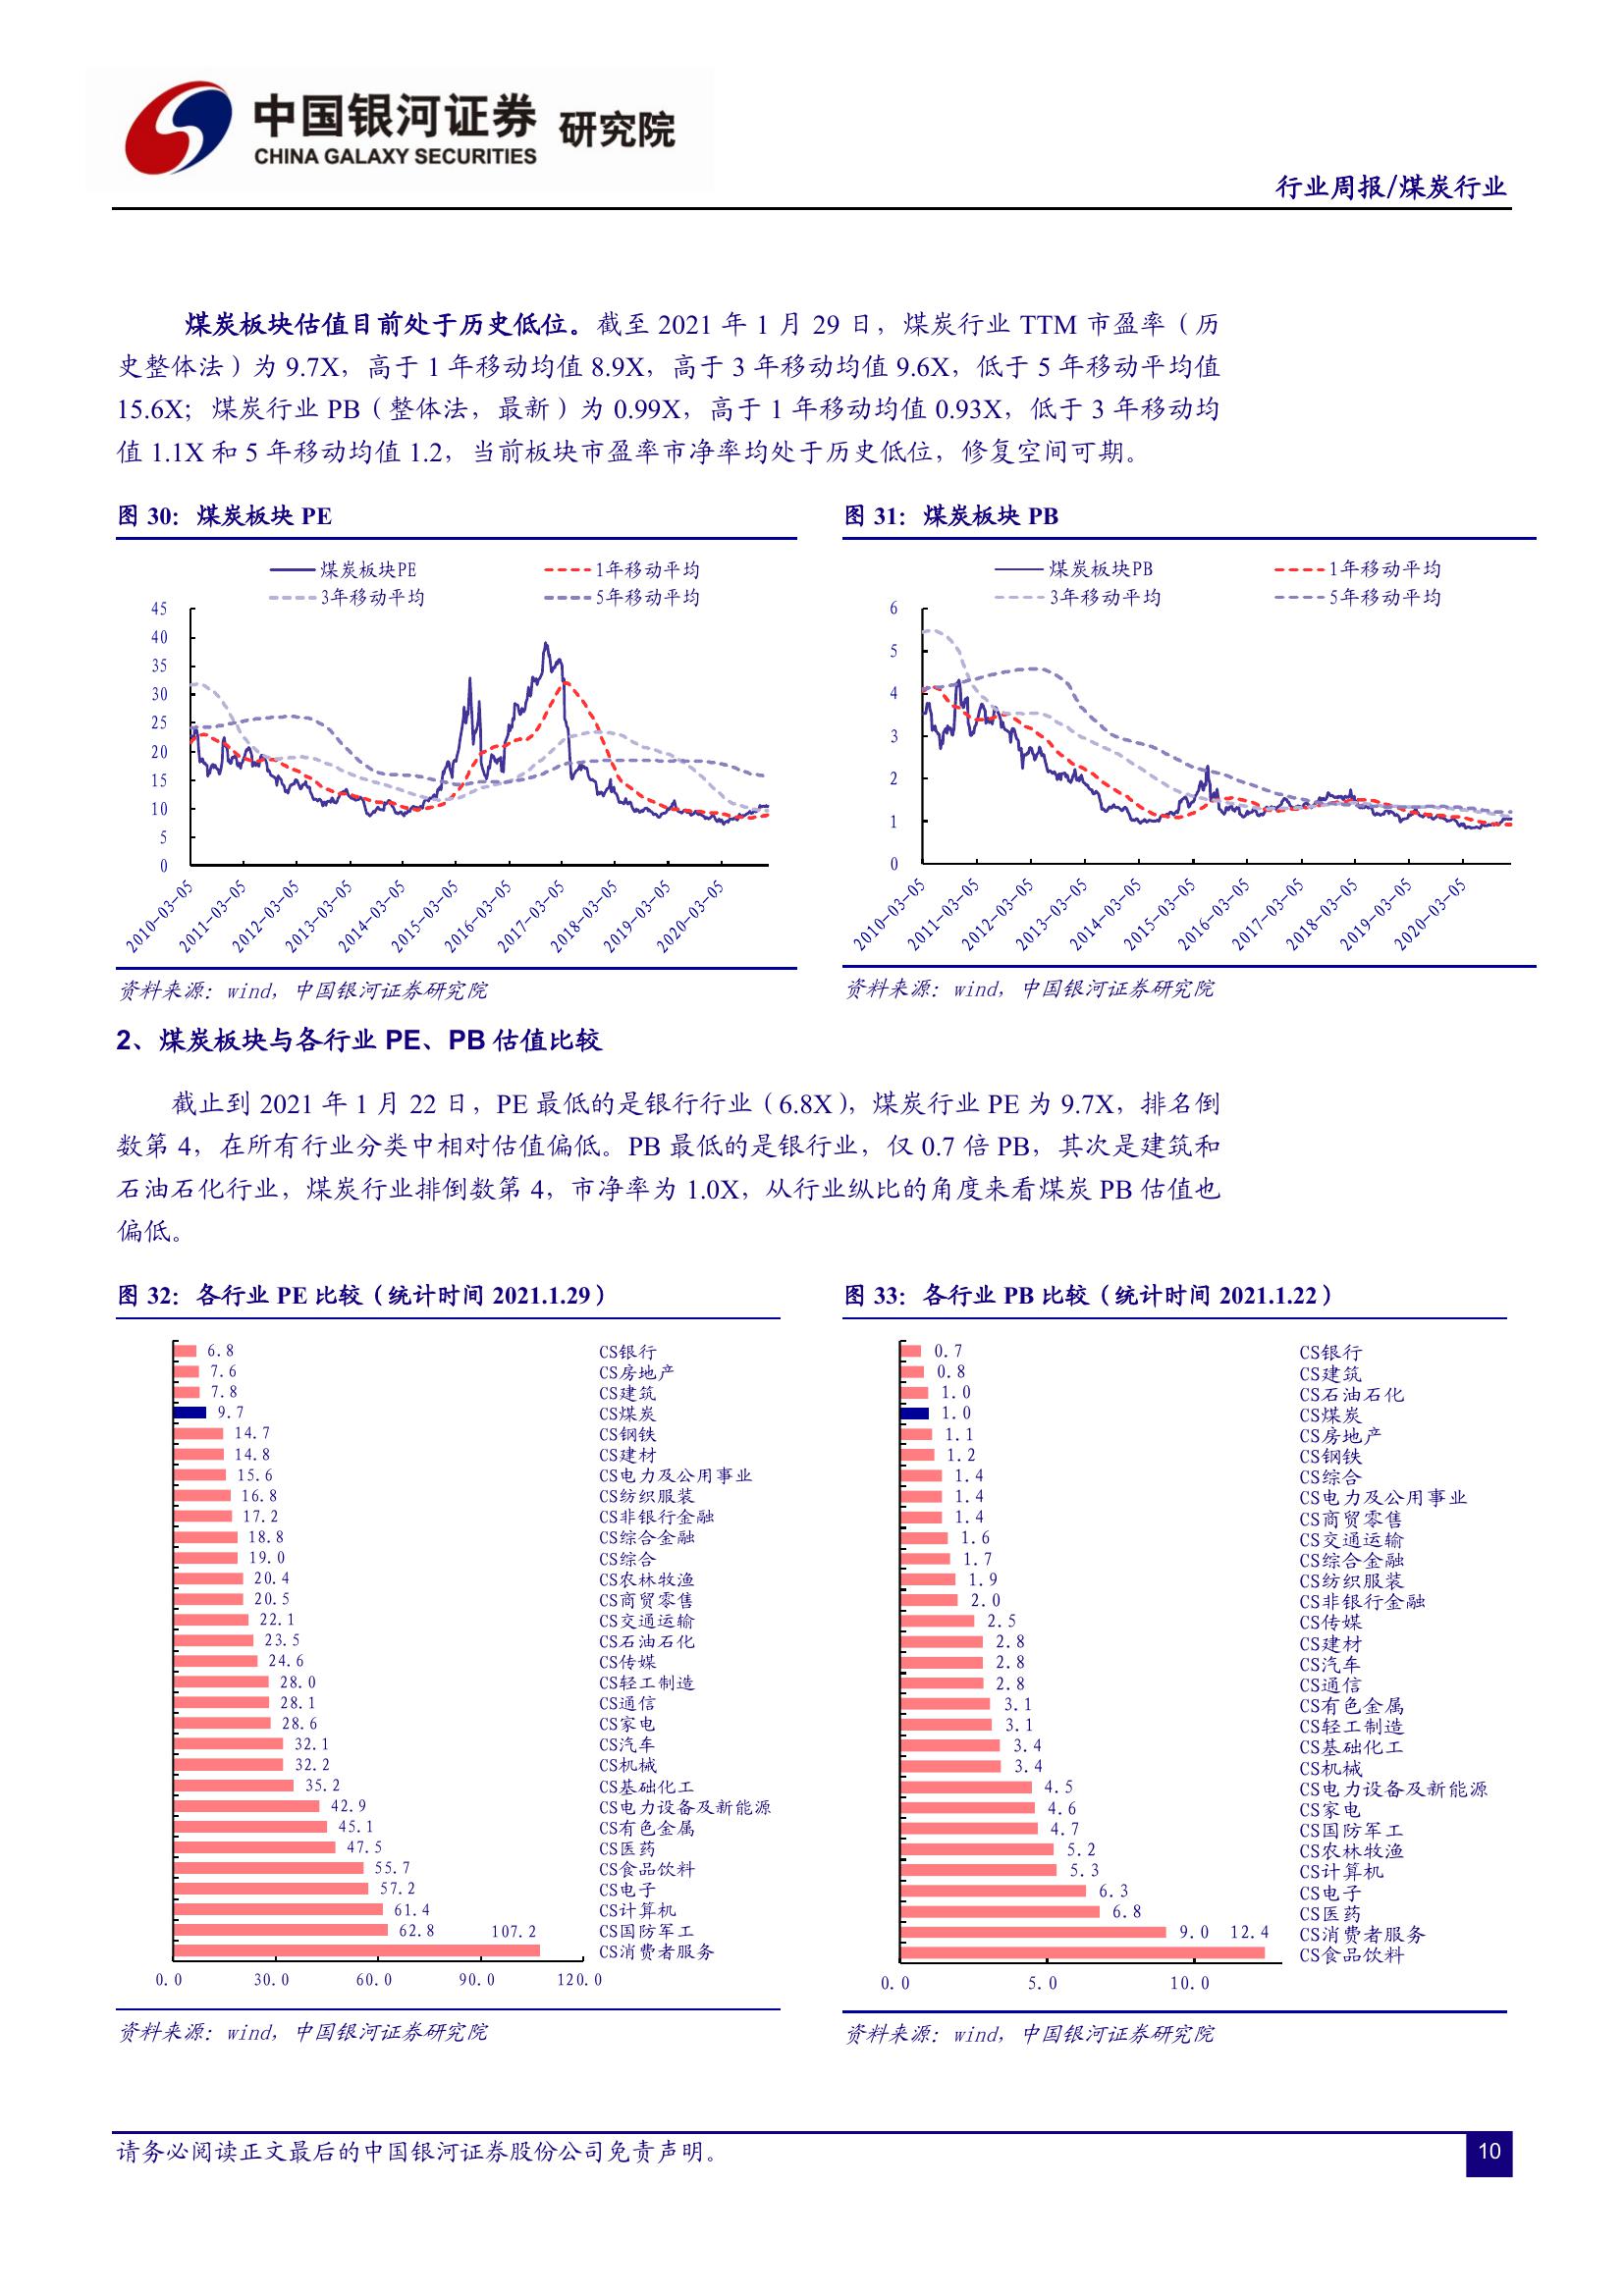 中国银河证券 研究院
CHINA GALAXY SECURITIES
行业周报/煤炭行业
煤炭板块估值目前处于历史低位。截至 2021 年 1 月 29 日，煤炭行业 TTM 市盈率（历
史整体法）为 9.7X，高于 1 年移动均值 8.9X，高于 3 年移动均值 9.6X，低于 5 年移动平均值
15.6X；煤炭行业 PB（整体法，最新）为 0.99X，高于 1 年移动均值 0.93X，低于 3 年移动均
值 1.1X 和 5 年移动均值 1.2，当前板块市盈率市净率均处于历史低位，修复空间可期。
图 30：煤炭板块 PE
煤炭板块PE
1年移动平均
3年移动平均
5年移动平均
45
40
35
30
25
20
15
10
5
0
2010-03-05
2011-03-05
2012-03-05
2013-03-05
2014-03-05
2015-03-05
2016-03-05
2017-03-05
2018-03-05
2019-03-05
2020-03-05
资料来源：wind，中国银河证券研究院
图 31：煤炭板块 PB
煤炭板块PB
1年移动平均
3年移动平均
5年移动平均
6
5
4
3
2
1
0
2010-03-05
2011-03-05
2012-03-05
2013-03-05
2014-03-05
2015-03-05
2016-03-05
2017-03-05
2018-03-05
2019-03-05
2020-03-05
资料来源：wind，中国银河证券研究院
2、煤炭板块与各行业 PE、PB 估值比较
截止到 2021 年 1 月 22 日，PE 最低的是银行行业（6.8X），煤炭行业 PE 为 9.7X，排名倒
数第 4，在所有行业分类中相对估值偏低。PB 最低的是银行业，仅 0.7 倍 PB，其次是建筑和
石油石化行业，煤炭行业排倒数第 4，市净率为 1.0X，从行业纵比的角度来看煤炭 PB 估值也
偏低。
图 32：各行业 PE 比较（统计时间 2021.1.29）
6.8 CS银行
7.6 CS房地产
7.8 CS建筑
9.7 CS煤炭
14.7 CS钢铁
14.8 CS建材
15.6 CS电力及公用事业
16.8 CS纺织服装
17.2 CS非银行金融
18.8 CS综合金融
19.0 CS综合
20.4 CS农林牧渔
20.5 CS商贸零售
22.1 CS交通运输
23.5 CS石油石化
24.6 CS传媒
28.0 CS轻工制造
28.1 CS通信
28.6 CS家电
32.1 CS汽车
32.2 CS机械
35.2 CS基础化工
42.9 CS电力设备及新能源
45.1 CS有色金属
47.5 CS医药
55.7 CS食品饮料
57.2 CS电子
61.4 CS计算机
62.8 107.2 CS国防军工
CS消费者服务
0.0 30.0 60.0 90.0 120.0
资料来源：wind，中国银河证券研究院
图 33：各行业 PB 比较（统计时间 2021.1.22）
0.7 CS银行
0.8 CS建筑
1.0 CS石油石化
1.0 CS煤炭
1.1 CS房地产
1.2 CS钢铁
1.4 CS综合
1.4 CS电力及公用事业
1.4 CS商贸零售
1.6 CS交通运输
1.7 CS综合金融
1.9 CS纺织服装
2.0 CS非银行金融
2.5 CS传媒
2.8 CS建材
2.8 CS汽车
2.8 CS通信
3.1 CS有色金属
3.1 CS轻工制造
3.4 CS基础化工
3.4 CS机械
4.5 CS电力设备及新能源
4.6 CS家电
4.7 CS国防军工
5.2 CS农林牧渔
5.3 CS计算机
6.3 CS电子
6.8 CS医药
9.0 12.4 CS消费者服务
CS食品饮料
0.0 5.0 10.0
资料来源：wind，中国银河证券研究院
请务必阅读正文最后的中国银河证券股份公司免责声明。
10